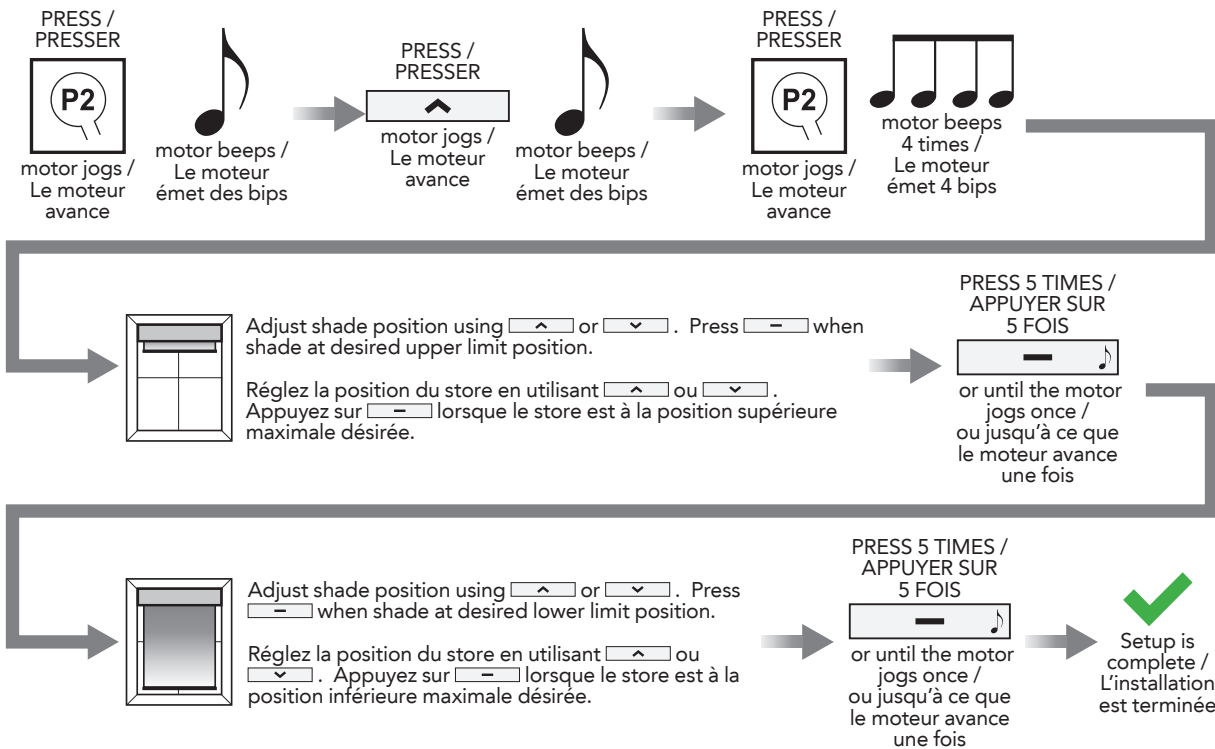 PRESS /
PRESSER
P2
motor jogs /
Le moteur
avance
motor beeps /
Le moteur
émet des bips
PRESS /
PRESSER
motor jogs /
Le moteur
avance
motor beeps /
Le moteur
émet des bips
PRESS /
PRESSER
P2
motor jogs /
Le moteur
avance
motor beeps
4 times /
Le moteur
émet 4 bips
Adjust shade position using or . Press when
shade at desired upper limit position.
Réglez la position du store en utilisant ou .
Appuyez sur lorsque le store est à la position supérieure
maximale désirée.
PRESS 5 TIMES /
APPUYER SUR
5 FOIS
or until the motor
jogs once /
ou jusqu'à ce que
le moteur avance
une fois
Adjust shade position using or . Press
when shade at desired lower limit position.
Réglez la position du store en utilisant ou
. Appuyez sur lorsque le store est à la
position inférieure maximale désirée.
PRESS 5 TIMES /
APPUYER SUR
5 FOIS
or until the motor
jogs once /
ou jusqu'à ce que
le moteur avance
une fois
Setup is
complete /
L'installation
est terminée